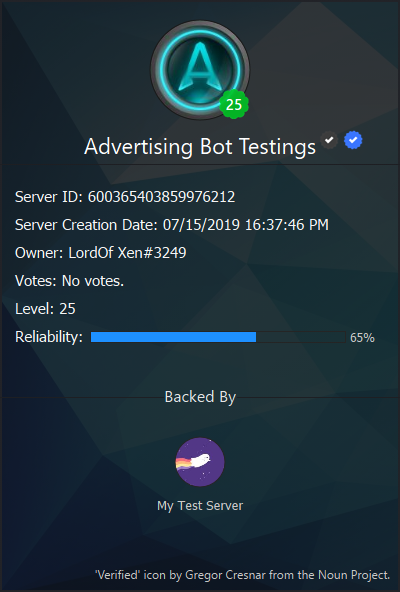 25
Advertising Bot Testings
Server ID: 600365403859976212
Server Creation Date: 07/15/2019 16:37:46 PM
Owner: LordOf Xen#3249
Votes: No votes.
Level: 25
Reliability: 65%
Backed By
My Test Server
'Verified' icon by Gregor Cresnar from the Noun Project.